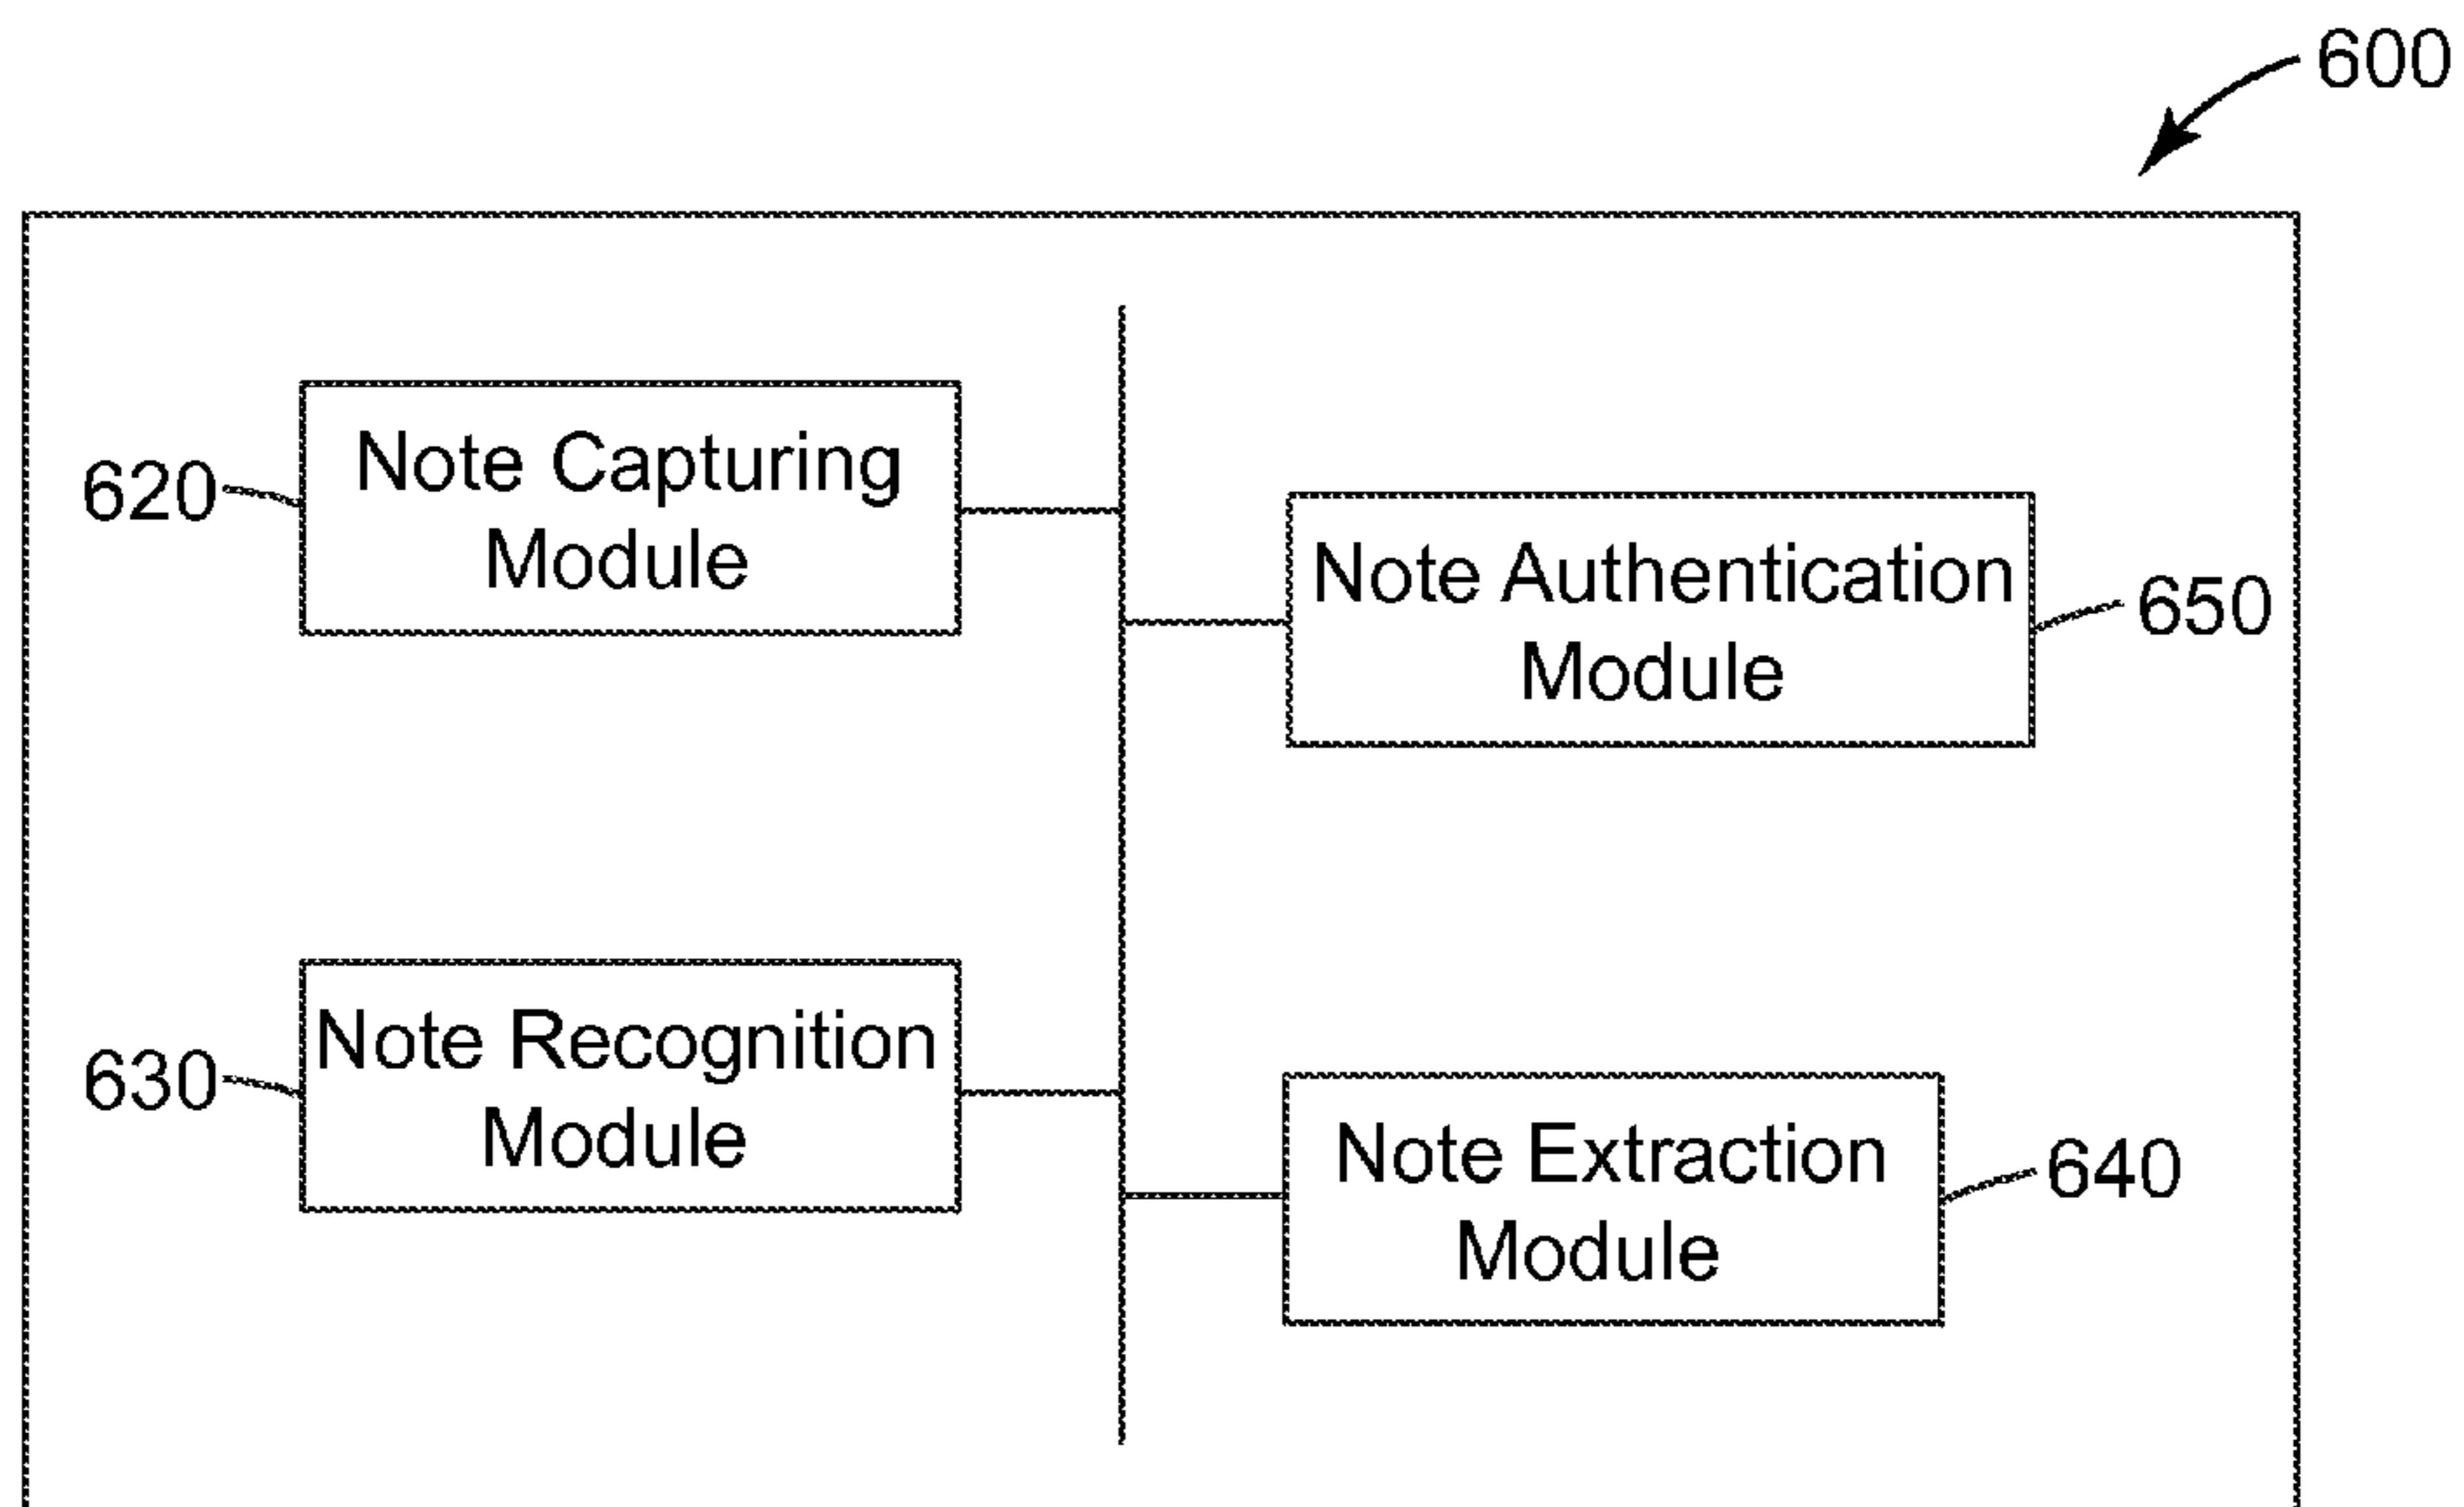 600
620
Note Capturing
Module
Note Authentication
Module
650
630
Note Recognition
Module
Note Extraction
Module
640